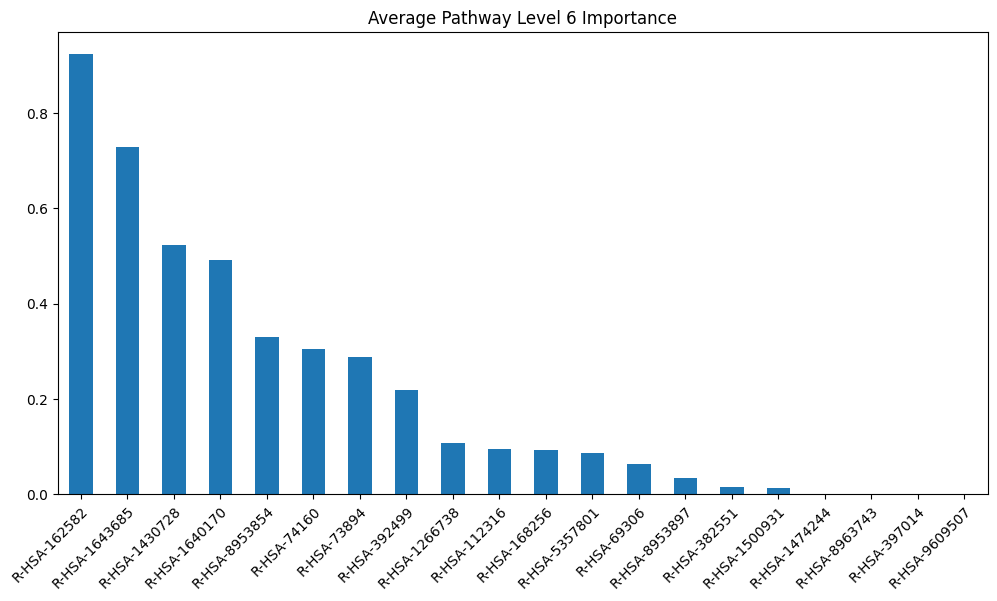 Average Pathway Level 6 Importance
0.8
0.6
0.4
0.2
0.0
R-HSA-162582
R-HSA-1643685
R-HSA-1430728
R-HSA-1640170
R-HSA-8953854
R-HSA-74160
R-HSA-73894
R-HSA-392499
R-HSA-1266738
R-HSA-112316
R-HSA-168256
R-HSA-5357801
R-HSA-69306
R-HSA-8953897
R-HSA-382551
R-HSA-1500931
R-HSA-1474244
R-HSA-8963743
R-HSA-397014
R-HSA-9609507